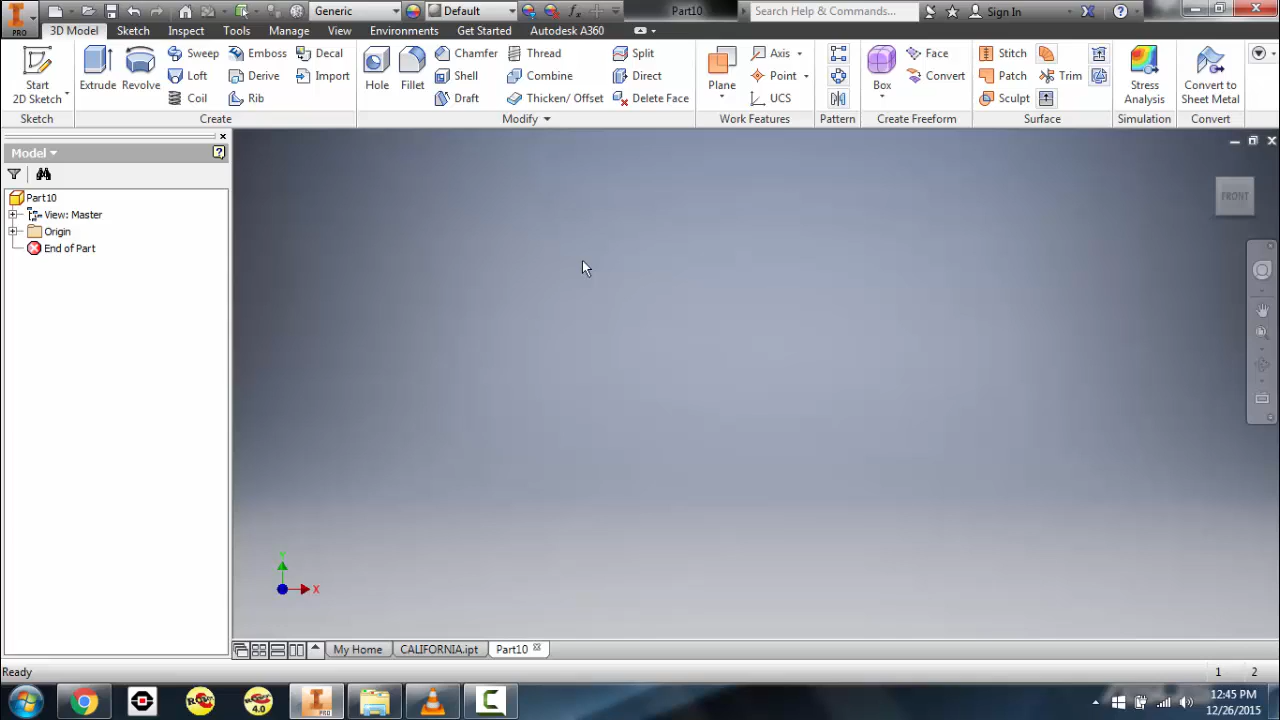 Generic
Default
fx
Part10
Search Help & Commands...
Sign In
PRO
3D Model
Sketch
Inspect
Tools
Manage
View
Environments
Get Started
Autodesk A360
Start
2D Sketch
Extrude
Revolve
Sweep
Loft
Coil
Emboss
Derive
Rib
Decal
Import
Hole
Fillet
Chamfer
Shell
Draft
Thread
Combine
Thicken/ Offset
Split
Direct
Delete Face
Plane
Axis
Point
UCS
Box
Face
Convert
Stitch
Patch
Sculpt
Trim
Stress
Analysis
Convert to
Sheet Metal
Sketch
Create
Modify
Work Features
Pattern
Create Freeform
Surface
Simulation
Convert
Model
Part10
View: Master
Origin
End of Part
FRONT
Y
X
My Home
CALIFORNIA.ipt
Part10
Ready
1
2
PRO
4.0
12:45 PM
12/26/2015